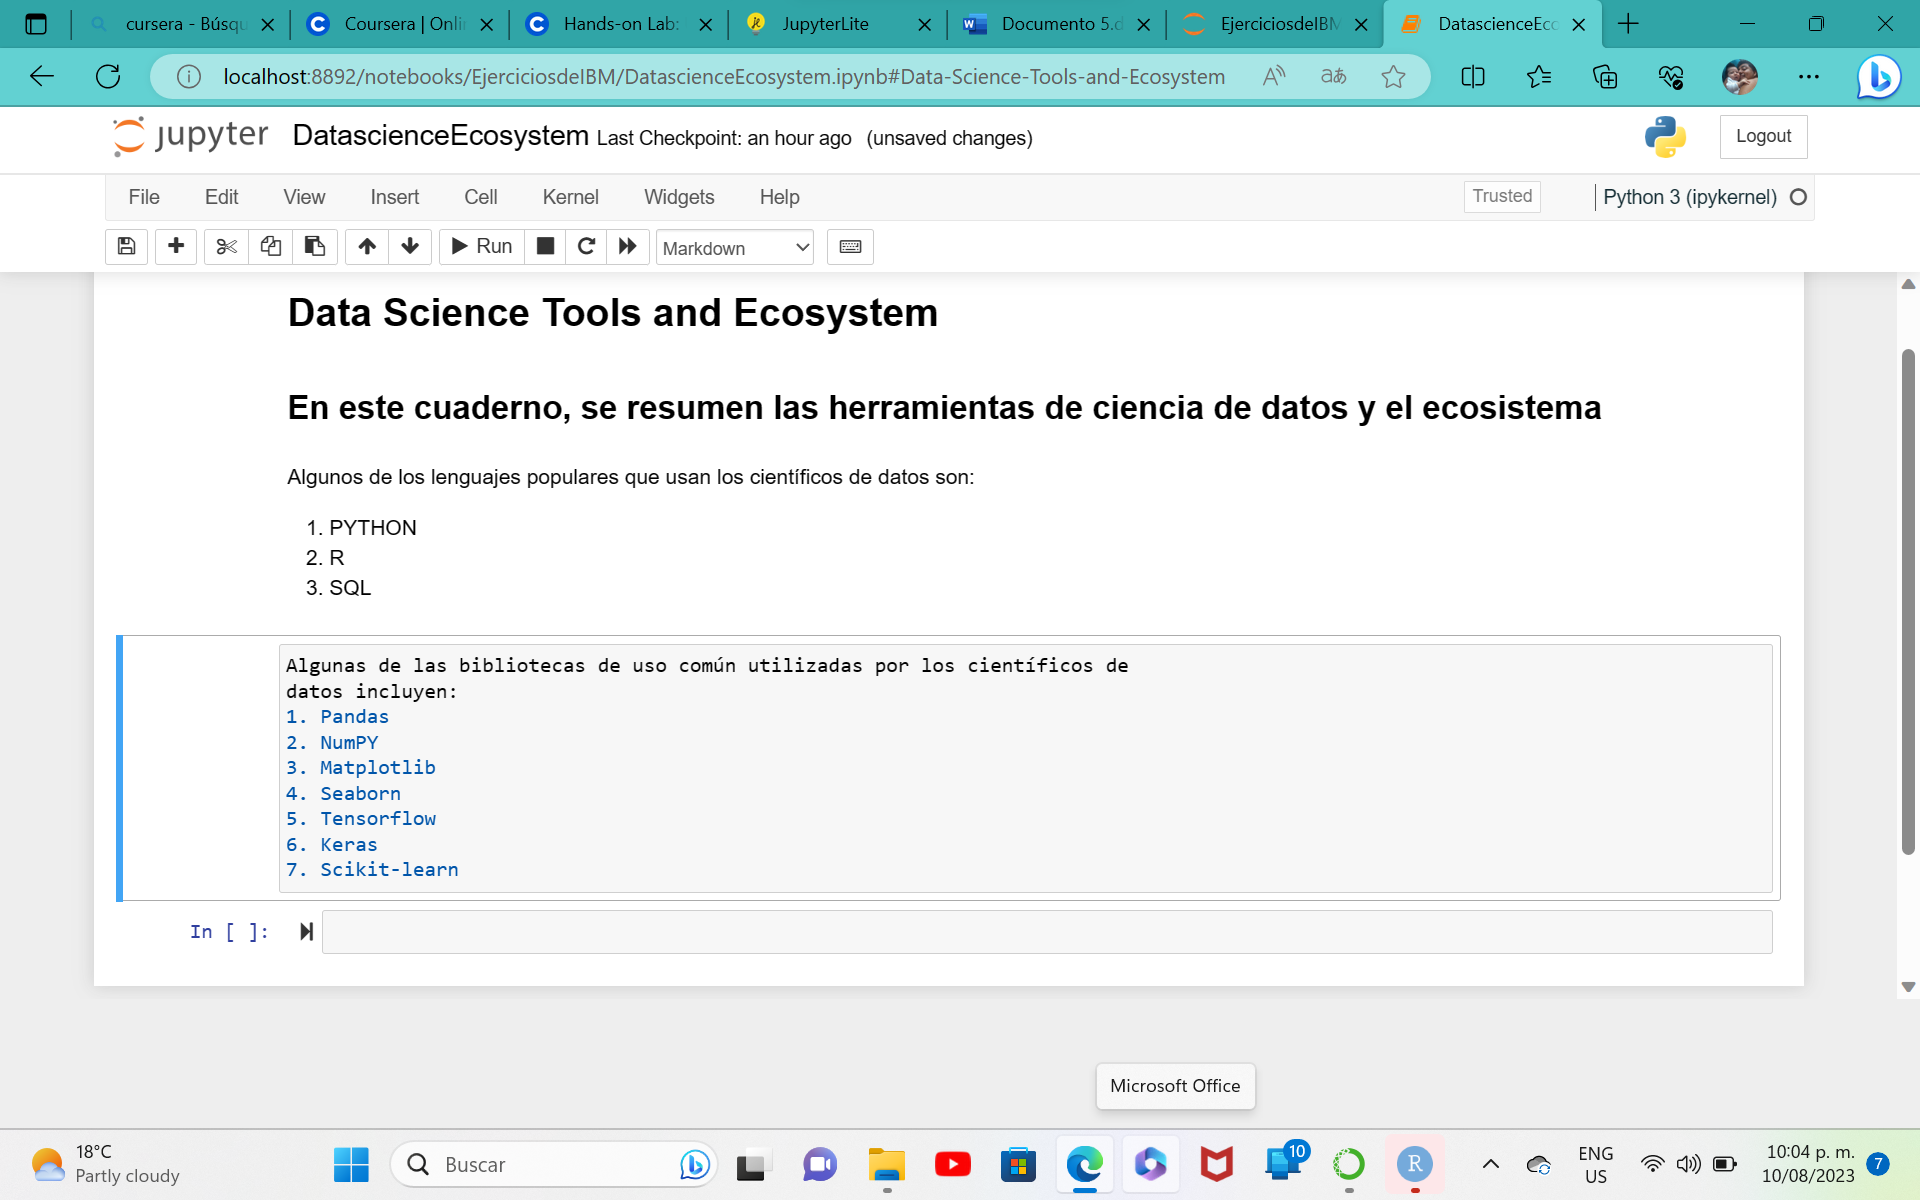 cursera - Búsqu
Coursera | Onli
Hands-on Lab:
JupyterLite
Documento 5.d
EjerciciosdeIBM
DatascienceEco
localhost:8892/notebooks/EjerciciosdeIBM/DatascienceEcosystem.ipynb#Data-Science-Tools-and-Ecosystem
jupyter DatascienceEcosystem Last Checkpoint: an hour ago (unsaved changes)
Logout
File Edit View Insert Cell Kernel Widgets Help
Trusted
Python 3 (ipykernel)
Run
Markdown
Data Science Tools and Ecosystem
En este cuaderno, se resumen las herramientas de ciencia de datos y el ecosistema
Algunos de los lenguajes populares que usan los científicos de datos son:
1. PYTHON
2. R
3. SQL
Algunas de las bibliotecas de uso común utilizadas por los científicos de
datos incluyen:
1. Pandas
2. NumPY
3. Matplotlib
4. Seaborn
5. Tensorflow
6. Keras
7. Scikit-learn
In [ ]:
Microsoft Office
18°C
Partly cloudy
Buscar
10
R
ENG
US
10:04 p. m.
10/08/2023
7